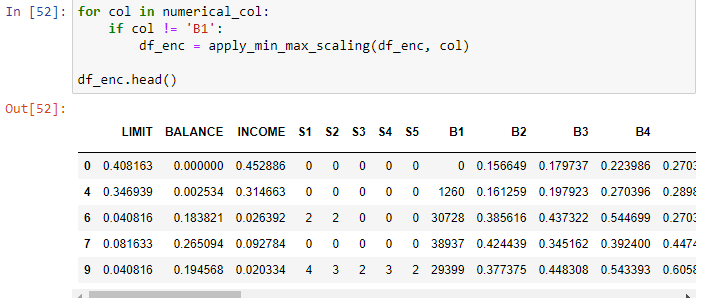 In [52]: for col in numerical_col:
if col != 'B1':
df_enc = apply_min_max_scaling(df_enc, col)
df_enc.head()
Out[52]:
LIMIT BALANCE INCOME S1 S2 S3 S4 S5 B1 B2 B3 B4
0 0.408163 0.000000 0.452886 0 0 0 0 0 0 0.156649 0.179737 0.223986 0.2703
4 0.346939 0.002534 0.314663 0 0 0 0 0 1260 0.161259 0.197923 0.270396 0.2898
6 0.040816 0.183821 0.026392 2 2 0 0 0 30728 0.385616 0.437322 0.544699 0.2703
7 0.081633 0.265094 0.092784 0 0 0 0 0 38937 0.424439 0.345162 0.392400 0.4474
9 0.040816 0.194568 0.020334 4 3 2 3 2 29399 0.377375 0.448308 0.543393 0.6058